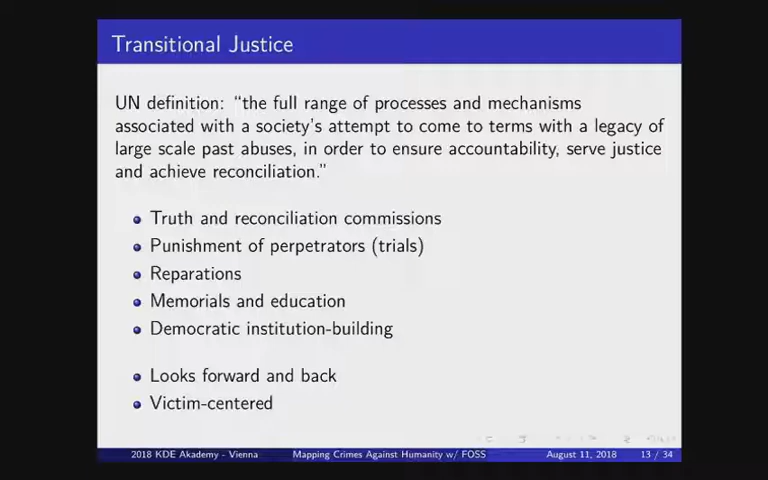 Transitional Justice
UN definition: “the full range of processes and mechanisms
associated with a society’s attempt to come to terms with a legacy of
large scale past abuses, in order to ensure accountability, serve justice
and achieve reconciliation.”
Truth and reconciliation commissions
Punishment of perpetrators (trials)
Reparations
Memorials and education
Democratic institution-building
Looks forward and back
Victim-centered
2018 KDE Akademy - Vienna Mapping Crimes Against Humanity w/ FOSS August 11, 2018 13 / 34